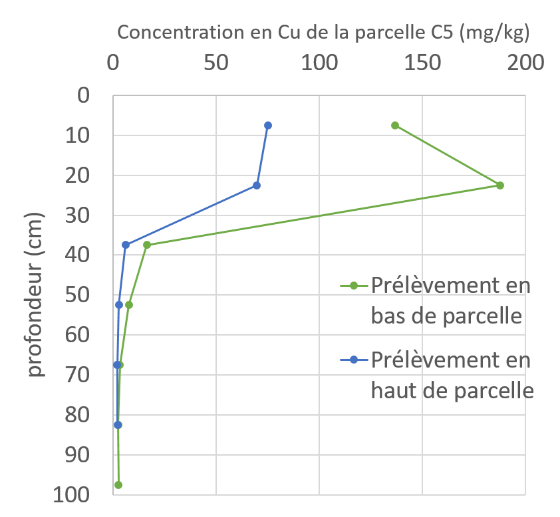 Concentration en Cu de la parcelle C5 (mg/kg)
0 50 100 150 200
0
10
20
30
40
50
60
70
80
90
100
profondeur (cm)
Prélèvement en
bas de parcelle
Prélèvement en
haut de parcelle